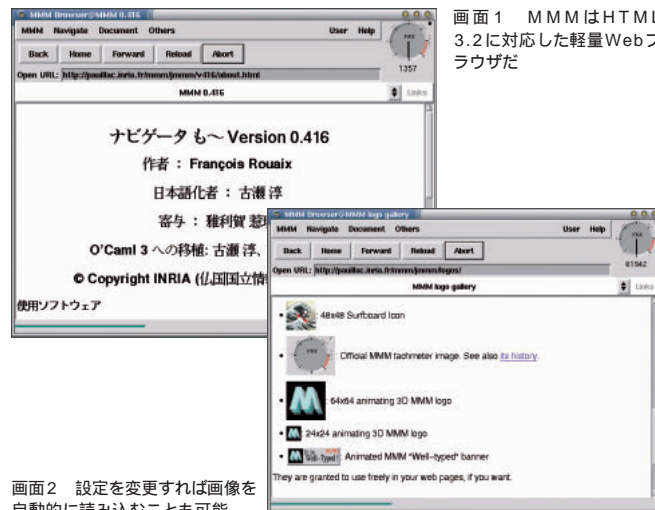 MMM Browser@MMM 0.416
MMM Navigate Document Others User Help
Back Home Forward Reload Abort
1357
Open URL: http://pauillac.inria.fr/mmm/jmmm/v416/about.html
MMM 0.416
Links
ナビゲータ も〜 Version 0.416
作者 : François Rouaix
日本語化者 : 古瀬 淳
寄与 : 雅利賀
O'Caml 3 への移植: 古瀬 淳、
© Copyright INRIA (仏国国立情
使用ソフトウェア
画面1 MMMはHTML
3.2に対応した軽量Webブ
ラウザだ
MMM Browser@MMM logo gallery
MMM Navigate Document Others User Help
Back Home Forward Reload Abort
81942
Open URL: http://pauillac.inria.fr/mmm/jmmm/logos/
MMM logo gallery
Links
48x48 Surfboard Icon
Official MMM tachmeter image. See also its history.
64x64 animating 3D MMM logo
24x24 animating 3D MMM logo
Well-Typed! Animated MMM "Well-typed" banner
They are granted to use freely in your web pages, if you want.
画面2 設定を変更すれば画像を
自動的に読み込むことも可能